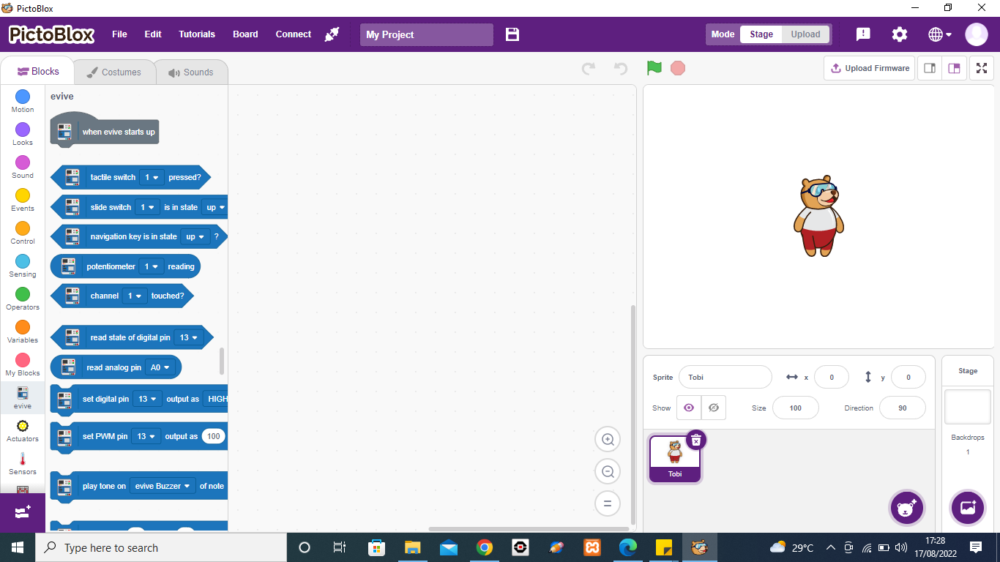 PictoBlox
PictoBlox File Edit Tutorials Board Connect My Project Mode Stage Upload
Blocks Costumes Sounds Upload Firmware
Motion
Looks
Sound
Events
Control
Sensing
Operators
Variables
My Blocks
evive
Actuators
Sensors
evive
when evive starts up
tactile switch 1 pressed?
slide switch 1 is in state up
navigation key is in state up ?
potentiometer 1 reading
channel 1 touched?
read state of digital pin 13
read analog pin A0
set digital pin 13 output as HIGH
set PWM pin 13 output as 100
play tone on evive Buzzer of note
Sprite Tobi x 0 y 0
Show Size 100 Direction 90
Tobi
Stage
Backdrops
1
Type here to search
29°C
17:28
17/08/2022